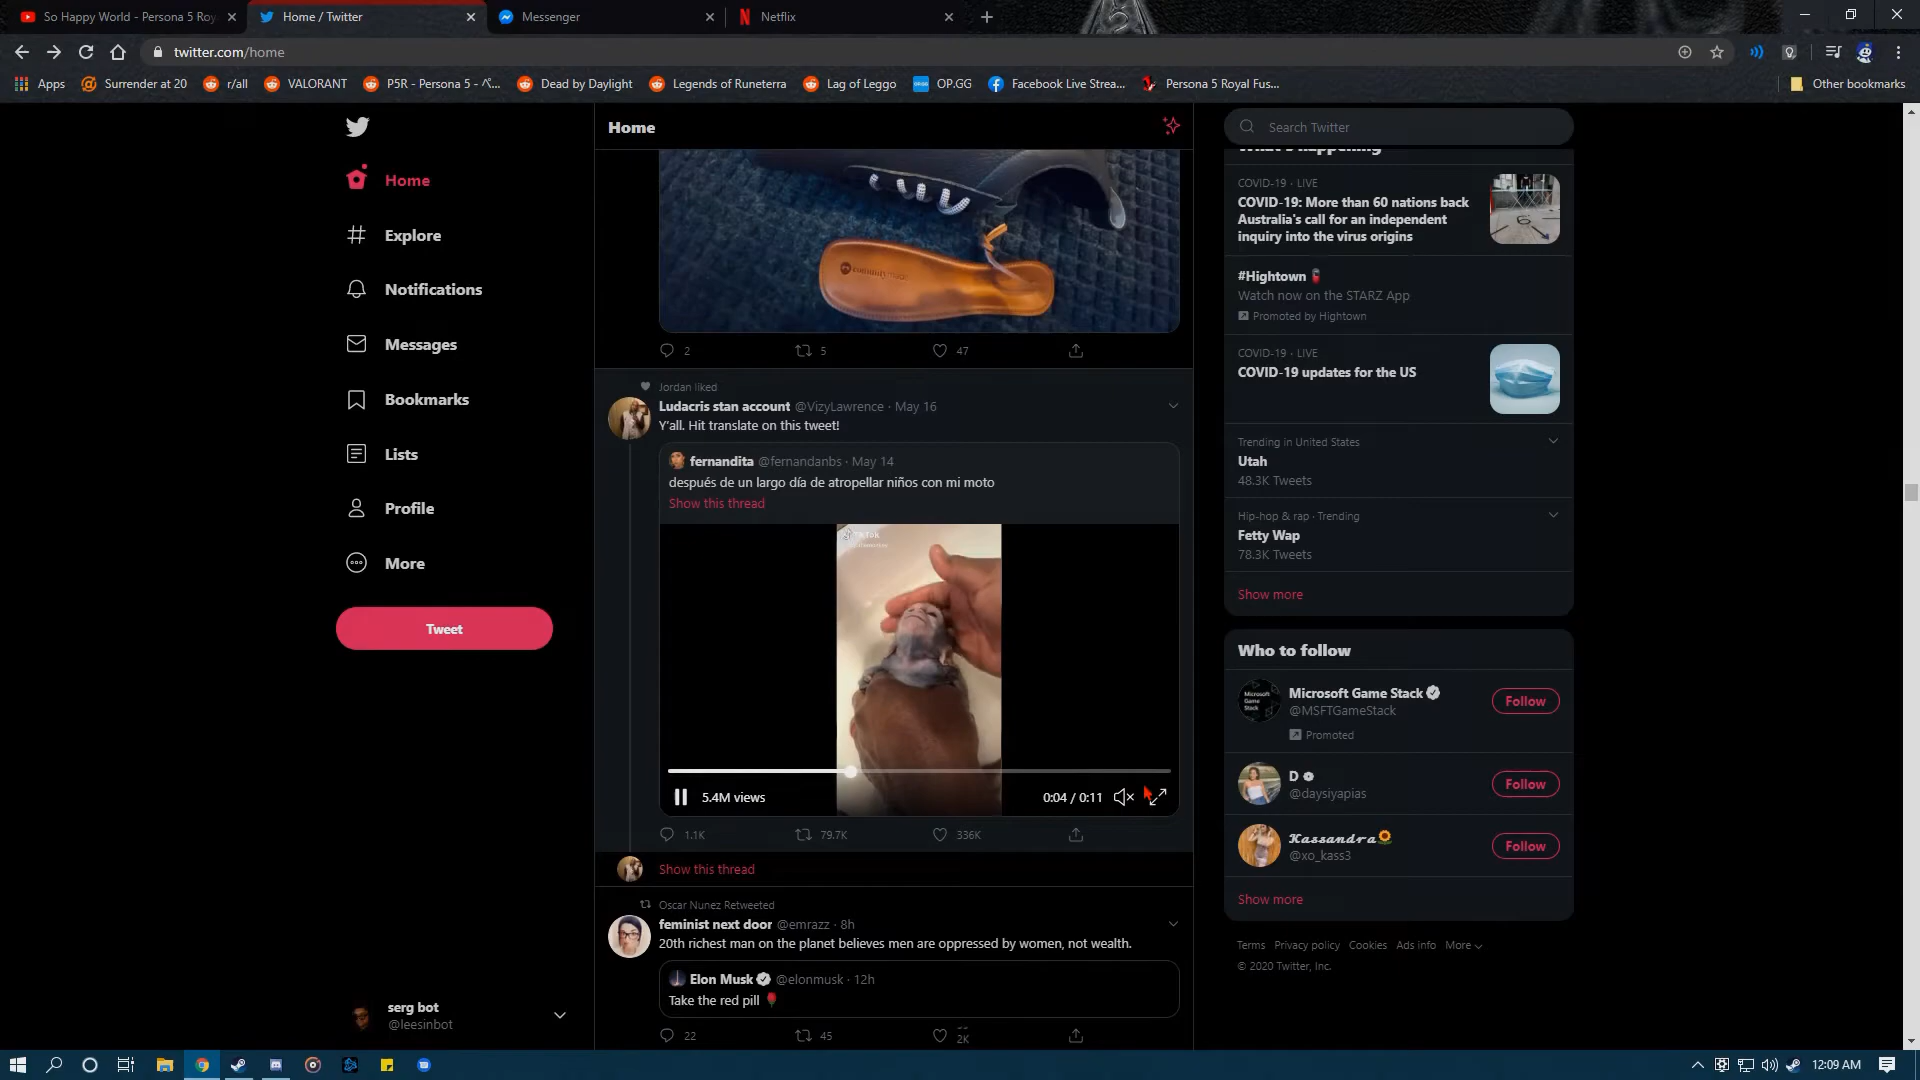 So Happy World - Persona 5 Roy
Home / Twitter
Messenger
Netflix
twitter.com/home
Apps
Surrender at 20
r/all
VALORANT
P5R - Persona 5 - ペ...
Dead by Daylight
Legends of Runeterra
Lag of Leggo
OP.GG
Facebook Live Strea...
Persona 5 Royal Fus...
Other bookmarks
Home
Explore
Notifications
Messages
Bookmarks
Lists
Profile
More
Tweet
serg bot
@leesinbot
Home
2 5 47
Jordan liked
Ludacris stan account @VizyLawrence · May 16
Y'all. Hit translate on this tweet!
fernandita @fernandanbs · May 14
después de un largo día de atropellar niños con mi moto
Show this thread
TikTok
5.4M views
0:04 / 0:11
1.1K 79.7K 336K
Show this thread
Oscar Nunez Retweeted
feminist next door @emrazz · 8h
20th richest man on the planet believes men are oppressed by women, not wealth.
Elon Musk @elonmusk · 12h
Take the red pill
22 45 2K
Search Twitter
What's happening
COVID-19 · LIVE
COVID-19: More than 60 nations back
Australia's call for an independent
inquiry into the virus origins
#Hightown
Watch now on the STARZ App
Promoted by Hightown
COVID-19 · LIVE
COVID-19 updates for the US
Trending in United States
Utah
48.3K Tweets
Hip-hop & rap · Trending
Fetty Wap
78.3K Tweets
Show more
Who to follow
Microsoft Game Stack
@MSFTGameStack
Promoted
Follow
D
@daysiyapias
Follow
𝓚𝓪𝓼𝓼𝓪𝓷𝓭𝓻𝓪
@xo_kass3
Follow
Show more
Terms Privacy policy Cookies Ads info More
© 2020 Twitter, Inc.
12:09 AM